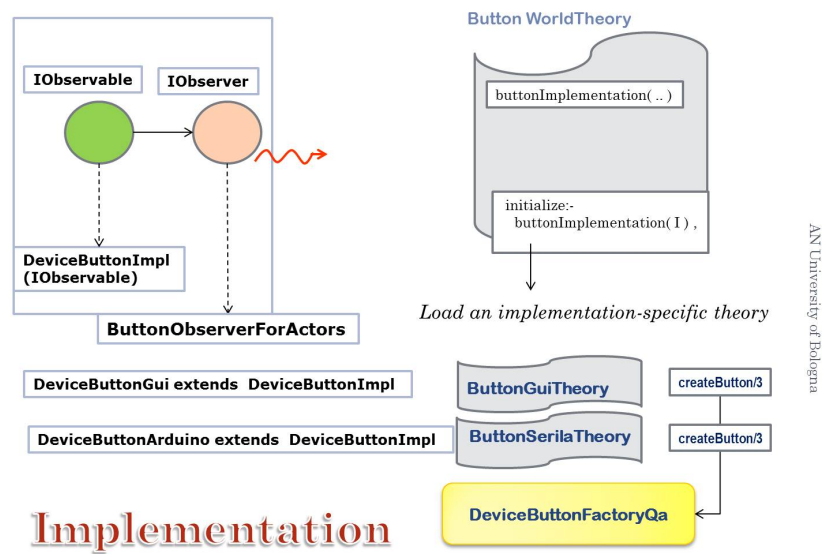 Button WorldTheory
IObservable
IObserver
buttonImplementation( .. )
initialize:-
buttonImplementation( I ) ,
DeviceButtonImpl
(IObservable)
ButtonObserverForActors
Load an implementation-specific theory
DeviceButtonGui extends DeviceButtonImpl
ButtonGuiTheory
createButton/3
DeviceButtonArduino extends DeviceButtonImpl
ButtonSerilaTheory
createButton/3
DeviceButtonFactoryQa
Implementation
AN University of Bologna